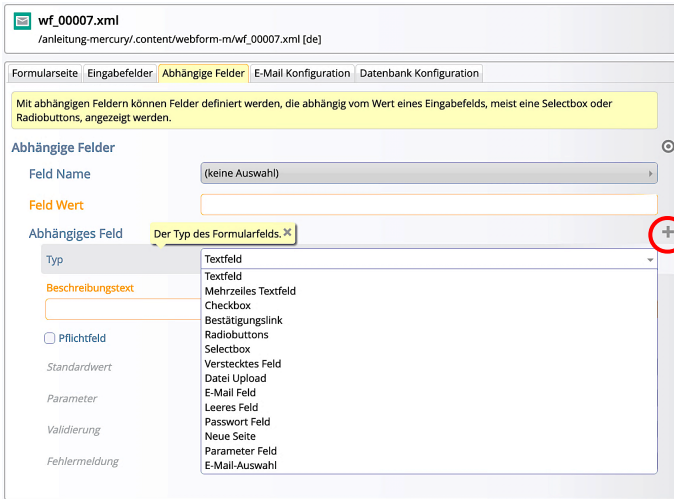 wf_00007.xml
/anleitung-mercury/.content/webform-m/wf_00007.xml [de]
Formularseite Eingabefelder Abhängige Felder E-Mail Konfiguration Datenbank Konfiguration
Mit abhängigen Feldern können Felder definiert werden, die abhängig vom Wert eines Eingabefelds, meist eine Selectbox oder
Radiobuttons, angezeigt werden.
Abhängige Felder
Feld Name (keine Auswahl)
Feld Wert
Abhängiges Feld Der Typ des Formularfelds.
Typ Textfeld
Textfeld
Beschreibungstext Mehrzeiles Textfeld
Checkbox
Bestätigungslink
Pflichtfeld Radiobuttons
Selectbox
Standardwert Verstecktes Feld
Datei Upload
Parameter E-Mail Feld
Leeres Feld
Validierung Passwort Feld
Neue Seite
Parameter Feld
Fehlermeldung E-Mail-Auswahl